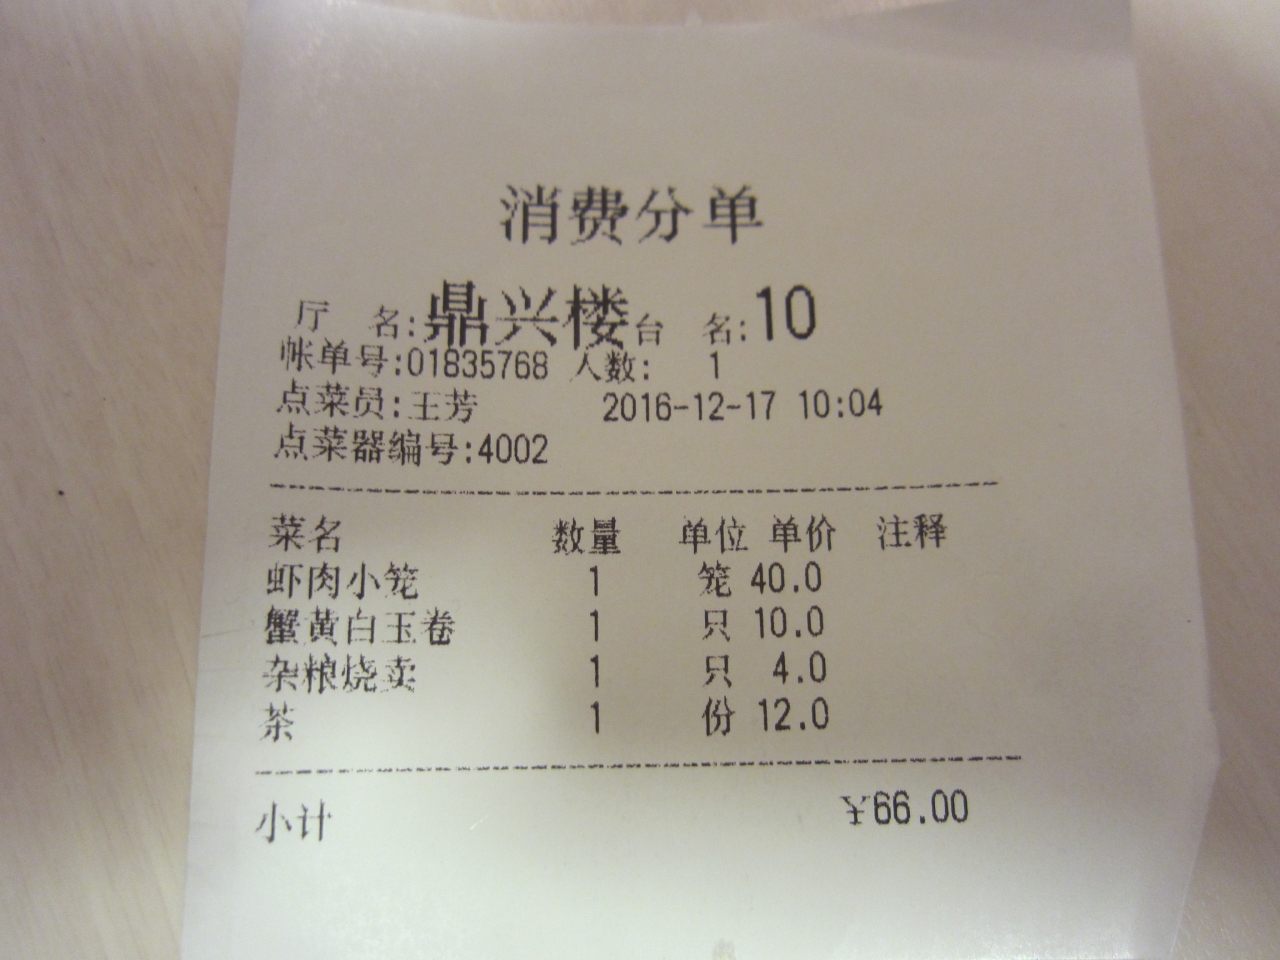 消费分单
厅 名:鼎兴楼台 名:10
帐单号:01835768 人数: 1
点菜员:王芳 2016-12-17 10:04
点菜器编号:4002
菜名 数量 单位 单价 注释
虾肉小笼 1 笼 40.0
蟹黄白玉卷 1 只 10.0
杂粮烧卖 1 只 4.0
茶 1 份 12.0
小计 ¥66.00